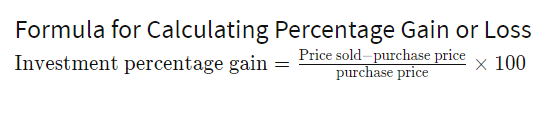 Formula for Calculating Percentage Gain or Loss
Investment percentage gain = Price sold−purchase price / purchase price × 100